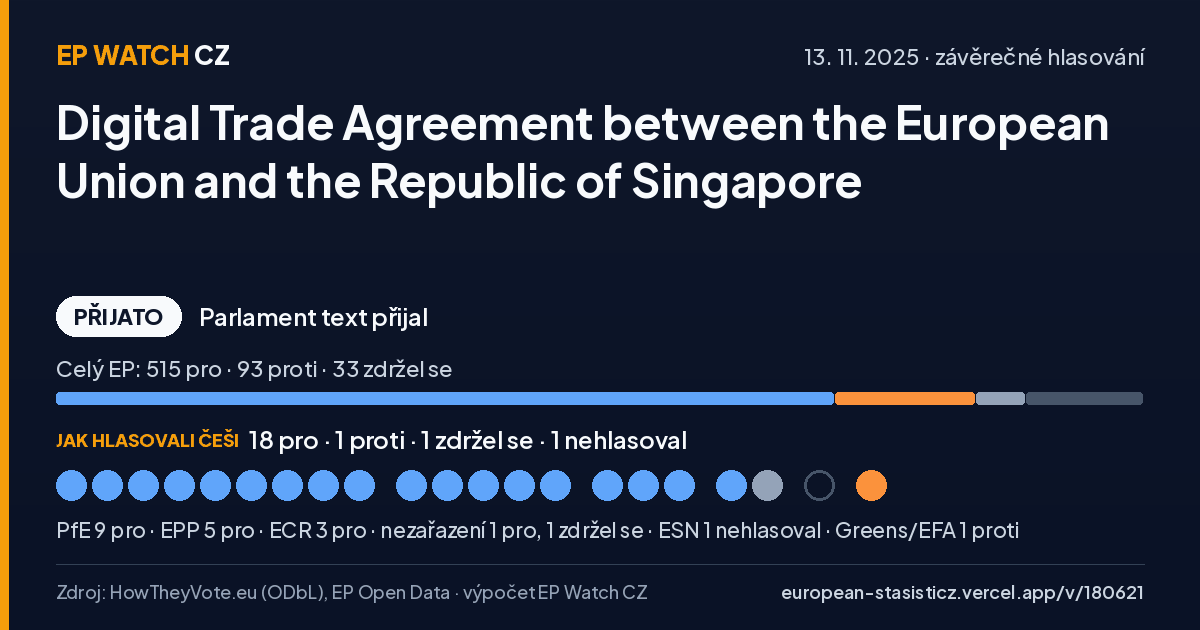 EP WATCH CZ
13. 11. 2025 · závěrečné hlasování
Digital Trade Agreement between the European
Union and the Republic of Singapore
PŘIJATO
Parlament text přijal
Celý EP: 515 pro · 93 proti · 33 zdržel se
JAK HLASOVALI ČEŠI 18 pro · 1 proti · 1 zdržel se · 1 nehlasoval
PfE 9 pro · EPP 5 pro · ECR 3 pro · nezařazení 1 pro, 1 zdržel se · ESN 1 nehlasoval · Greens/EFA 1 proti
Zdroj: HowTheyVote.eu (ODbL), EP Open Data · výpočet EP Watch CZ
european-stasisticz.vercel.app/v/180621